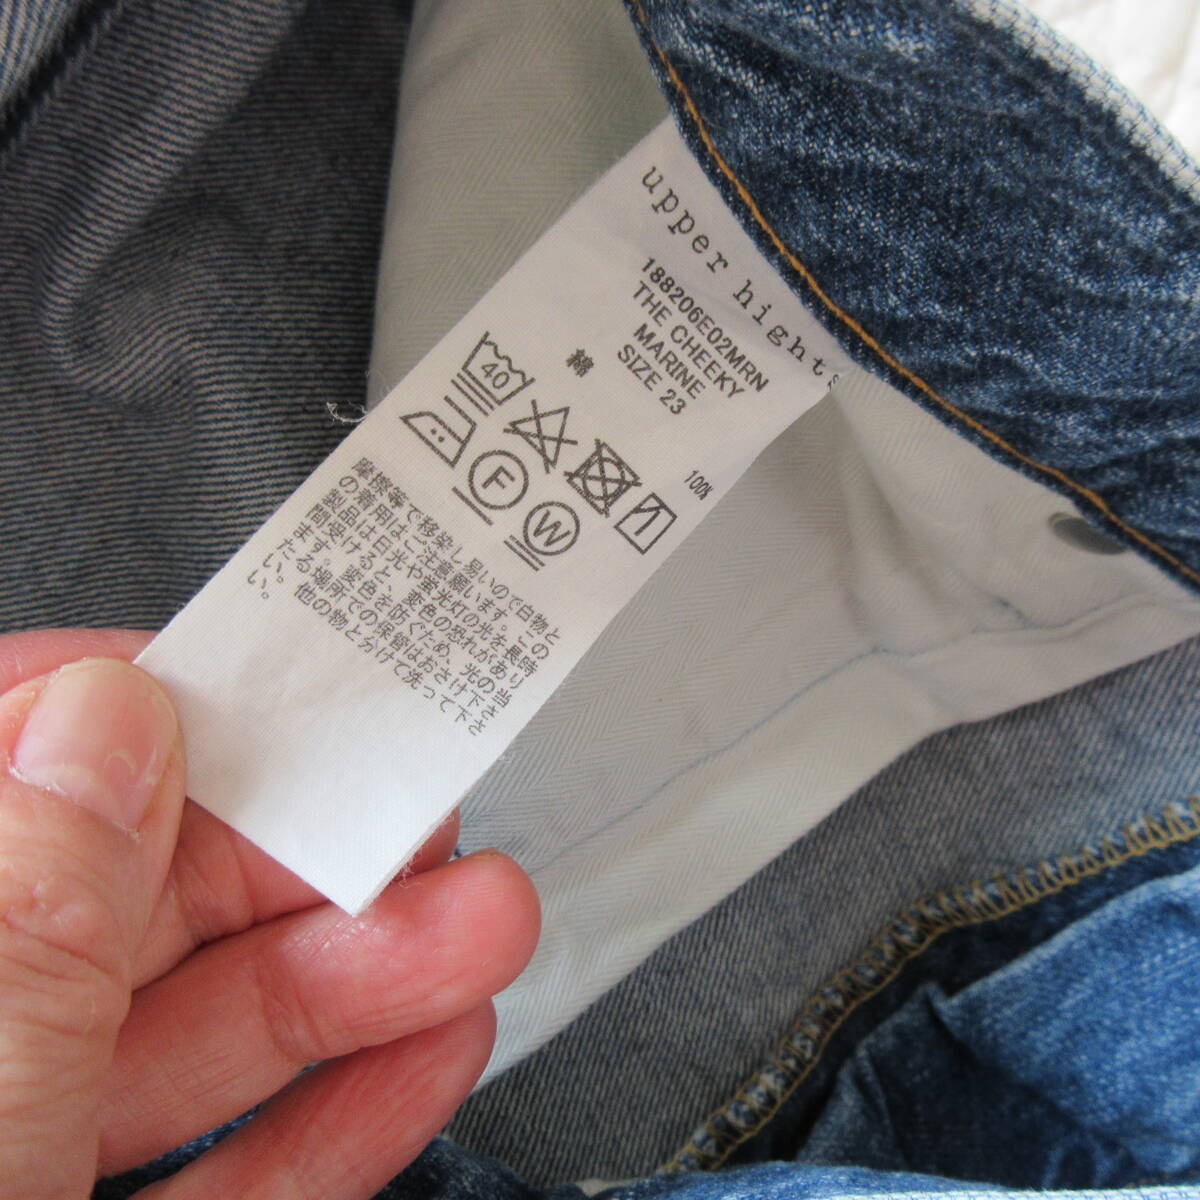 upper hights
188206E02MRN
THE CHEEKY
MARINE
SIZE 23
綿 100%
40
F W
摩擦等で移染し易いので白物と
の着用はご注意願います。この
製品は日光や蛍光灯の光を長時
間受けると、変色の恐れがあり
ます。変色を防ぐため、光の当
たる場所での保管はおさけ下さ
い。他の物と分けて洗って下さ
い。